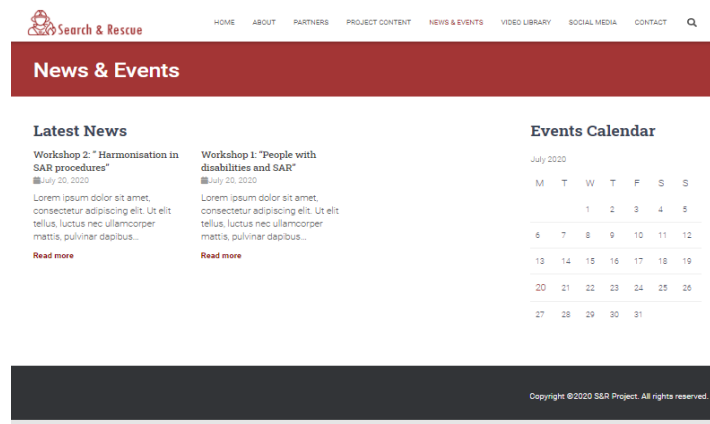 Search & Rescue
HOME ABOUT PARTNERS PROJECT CONTENT NEWS & EVENTS VIDEO LIBRARY SOCIAL MEDIA CONTACT
News & Events
Latest News
Workshop 2: “ Harmonisation in
SAR procedures”
July 20, 2020
Lorem ipsum dolor sit amet,
consectetur adipiscing elit. Ut elit
tellus, luctus nec ullamcorper
mattis, pulvinar dapibus...
Read more
Workshop 1: “People with
disabilities and SAR”
July 20, 2020
Lorem ipsum dolor sit amet,
consectetur adipiscing elit. Ut elit
tellus, luctus nec ullamcorper
mattis, pulvinar dapibus...
Read more
Events Calendar
July 2020
M T W T F S S
1 2 3 4 5
6 7 8 9 10 11 12
13 14 15 16 17 18 19
20 21 22 23 24 25 26
27 28 29 30 31
Copyright ©2020 S&R Project. All rights reserved.